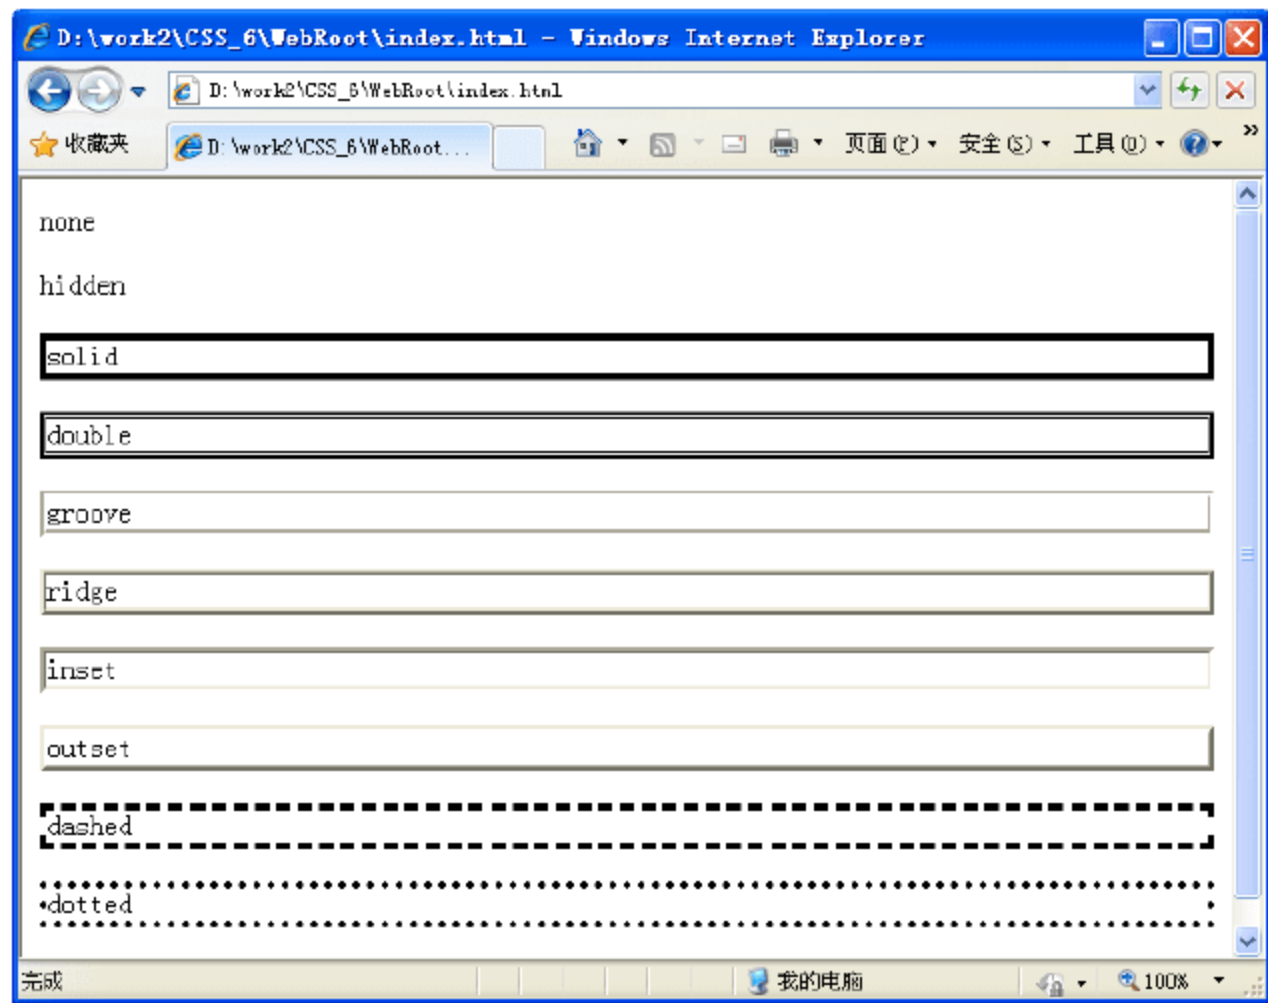 D:\work2\CSS_6\WebRoot\index.html - Windows Internet Explorer
D:\work2\CSS_6\WebRoot\index.html
收藏夹 D:\work2\CSS_6\WebRoot... 页面(P) 安全(S) 工具(O) »
none
hidden
solid
double
groove
ridge
inset
outset
dashed
dotted
完成 我的电脑 100%